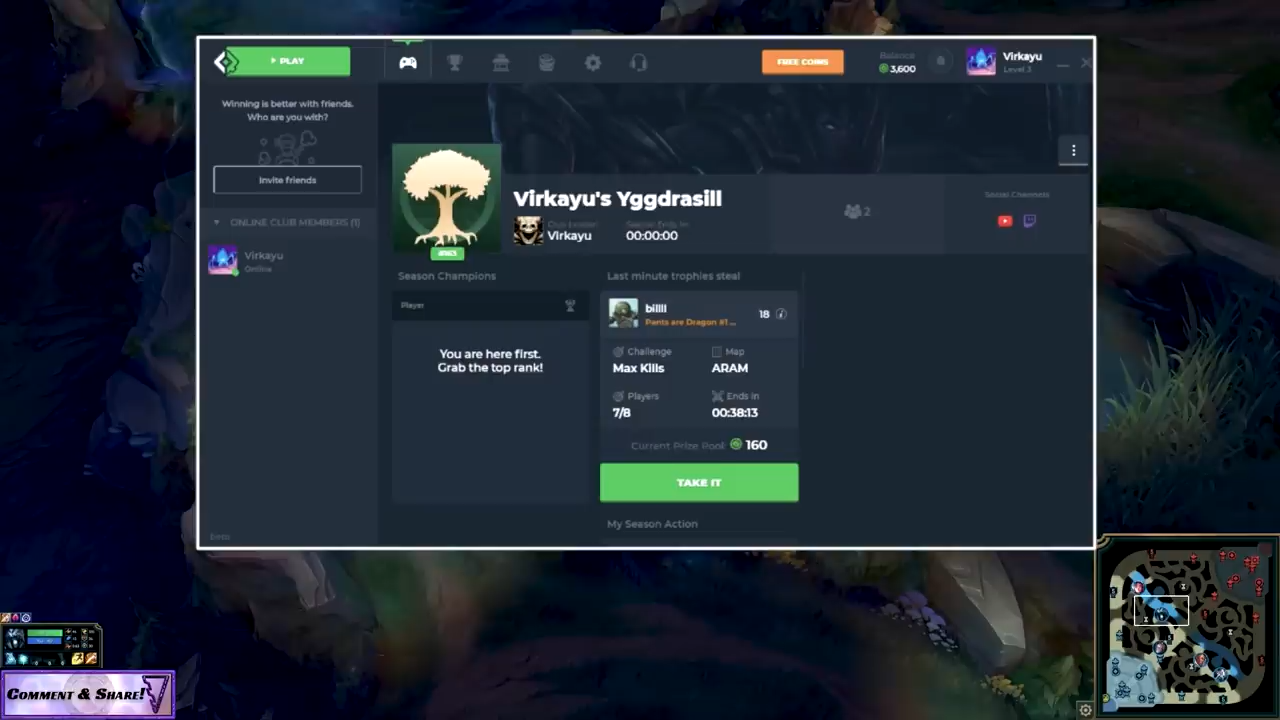 PLAY
FREE COINS
Balance
3,600
Virkayu
Level 3
Winning is better with friends.
Who are you with?
Invite friends
ONLINE CLUB MEMBERS (1)
Virkayu
Online
Virkayu's Yggdrasill
Virkayu
00:00:00
2
Social Channels
Season Champions
Player
You are here first.
Grab the top rank!
Last minute trophies steal
billll
Pants are Dragon #1 ...
18
Challenge
Map
Max Kills
ARAM
Players
Ends in
7/8
00:38:13
Current Prize Pool:
160
TAKE IT
My Season Action
COMMENT & SHARE!